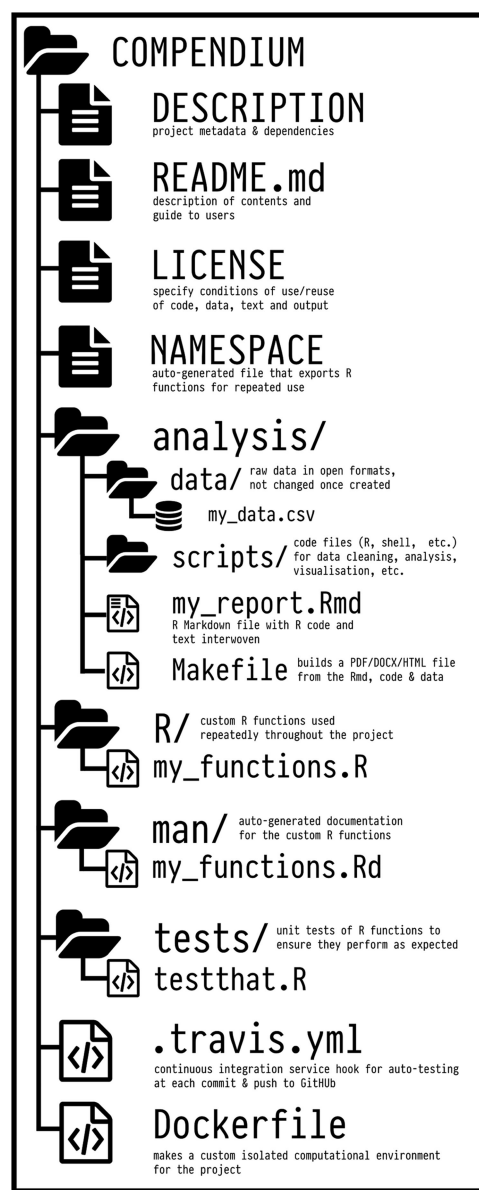 COMPENDIUM
DESCRIPTION
project metadata & dependencies
README.md
description of contents and
guide to users
LICENSE
specify conditions of use/reuse
of code, data, text and output
NAMESPACE
auto-generated file that exports R
functions for repeated use
analysis/
data/ raw data in open formats,
not changed once created
my_data.csv
scripts/ code files (R, shell, etc.)
for data cleaning, analysis,
visualisation, etc.
my_report.Rmd
R Markdown file with R code and
text interwoven
Makefile builds a PDF/DOCX/HTML file
from the Rmd, code & data
R/ custom R functions used
repeatedly throughout the project
my_functions.R
man/ auto-generated documentation
for the custom R functions
my_functions.Rd
tests/ unit tests of R functions to
ensure they perform as expected
testthat.R
.travis.yml
continuous integration service hook for auto-testing
at each commit & push to GitHUb
Dockerfile
makes a custom isolated computational environment
for the project